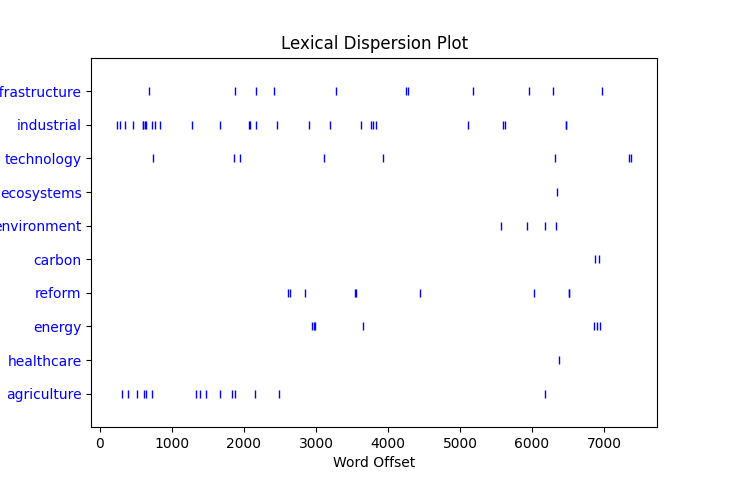 Lexical Dispersion Plot
frastructure
industrial
technology
ecosystems
environment
carbon
reform
energy
healthcare
agriculture
0 1000 2000 3000 4000 5000 6000 7000
Word Offset